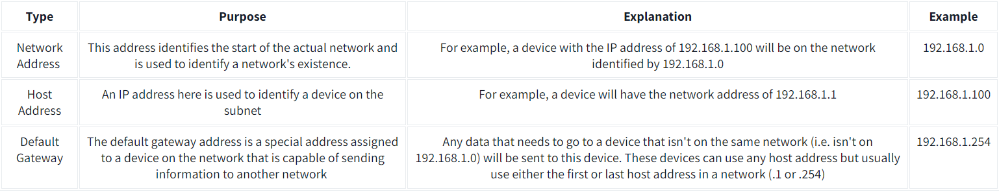 Type Purpose Explanation Example
Network
Address
This address identifies the start of the actual network and
is used to identify a network's existence.
For example, a device with the IP address of 192.168.1.100 will be on the network
identified by 192.168.1.0
192.168.1.0
Host
Address
An IP address here is used to identify a device on the
subnet
For example, a device will have the network address of 192.168.1.1
192.168.1.100
Default
Gateway
The default gateway address is a special address assigned
to a device on the network that is capable of sending
information to another network
Any data that needs to go to a device that isn't on the same network (i.e. isn't on
192.168.1.0) will be sent to this device. These devices can use any host address but usually
use either the first or last host address in a network (.1 or .254)
192.168.1.254